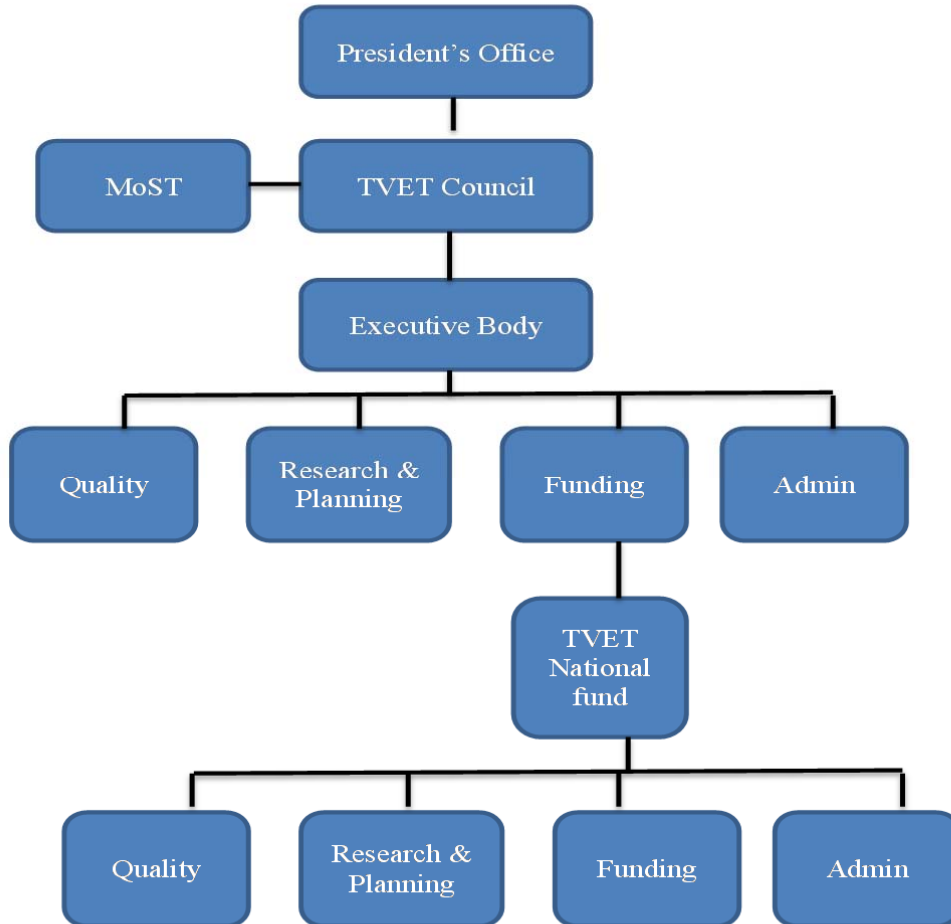 President’s Office
MoST
TVET Council
Executive Body
Quality
Research &
Planning
Funding
Admin
TVET
National
fund
Quality
Research &
Planning
Funding
Admin